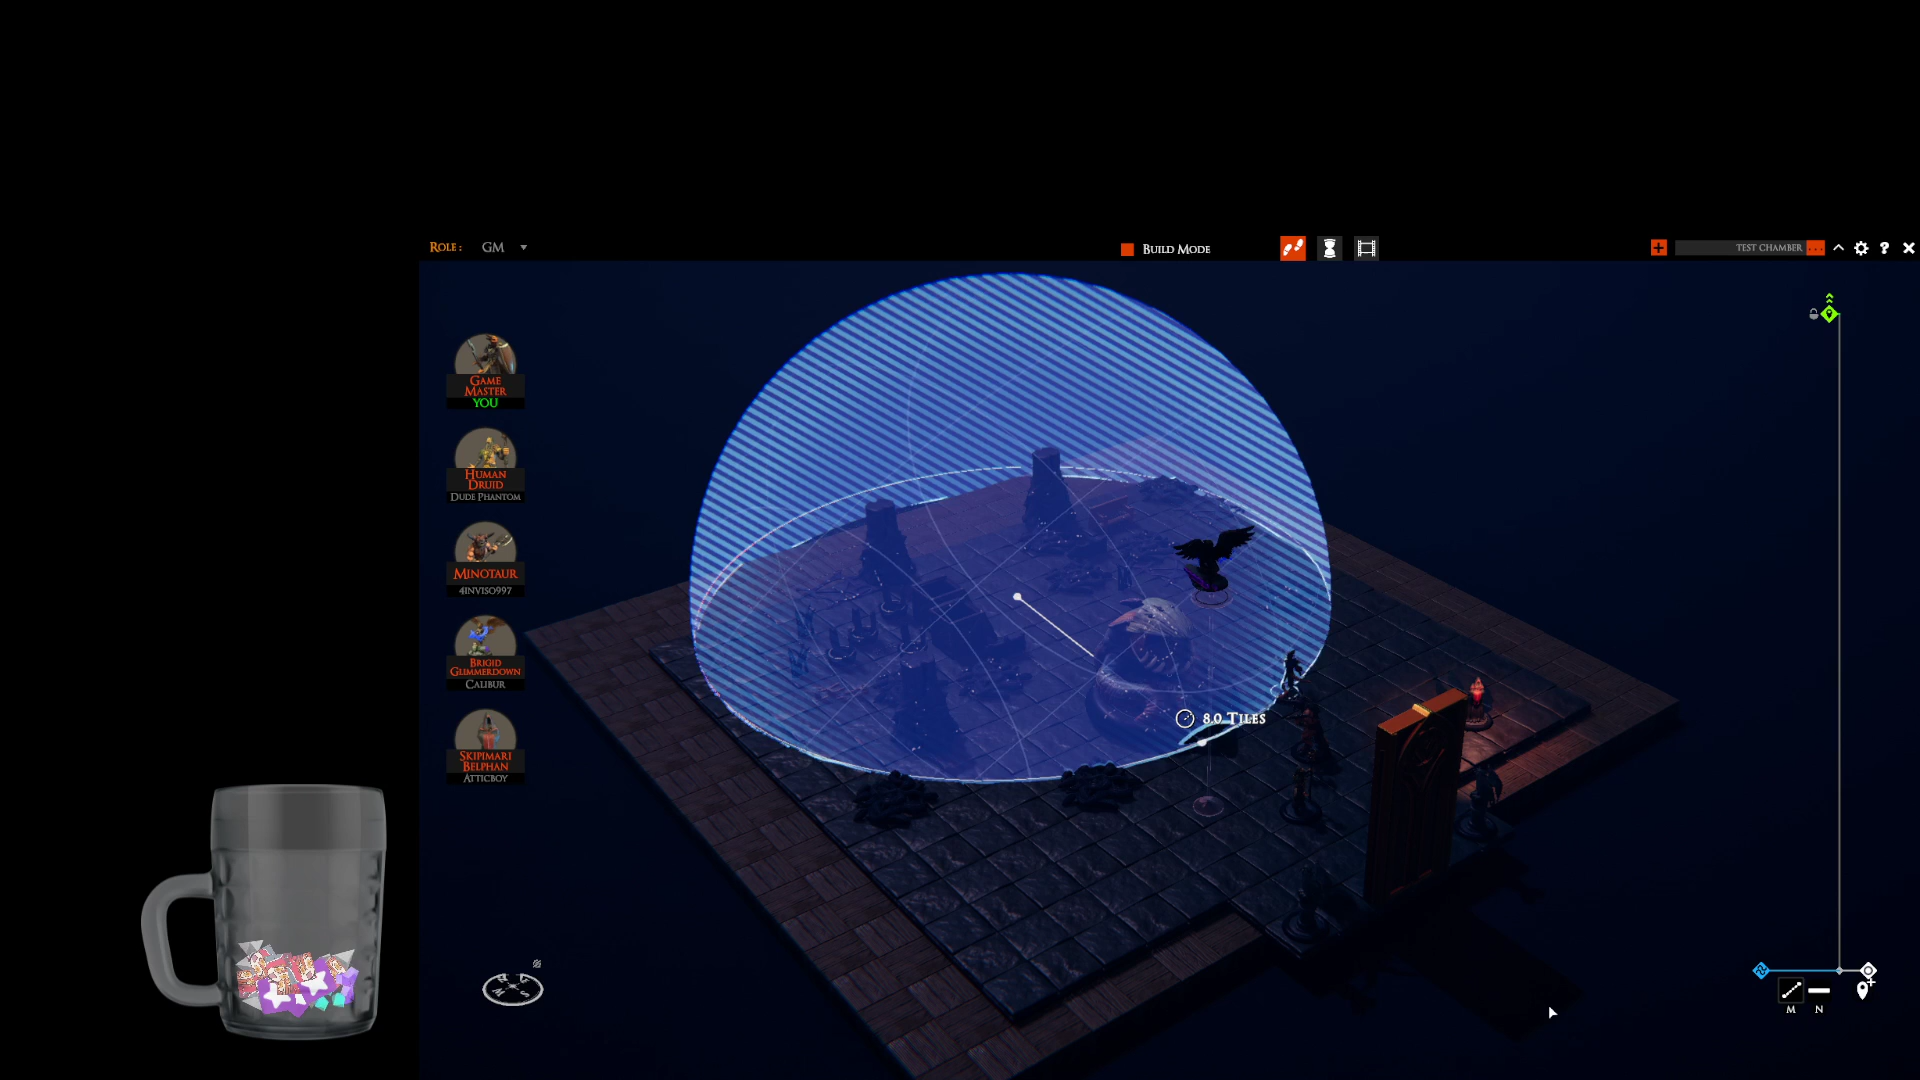 Role: GM
Build Mode
Test Chamber ...
?
Game
Master
You
Human
Druid
Dude Phantom
Minotaur
4inviso997
Brigid
Glimmerdown
Calibur
Skipimari
Belphan
Atticboy
8.0 Tiles
W S
M N